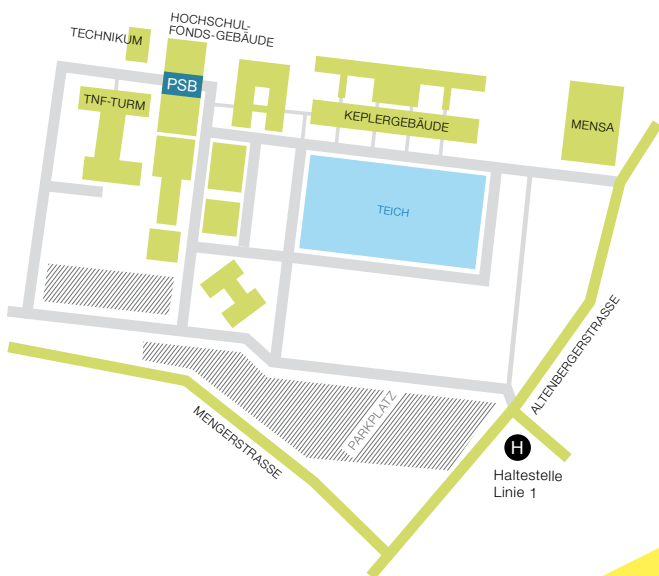 HOCHSCHUL-
FONDS-GEBÄUDE
TECHNIKUM
PSB
TNF-TURM
KEPLERGEBÄUDE
MENSA
TEICH
ALTENBERGERSTRASSE
PARKPLATZ
MENGERSTRASSE
H
Haltestelle
Linie 1